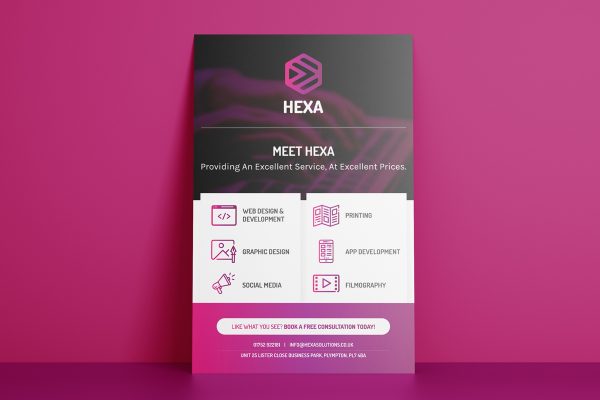 HEXA
MEET HEXA
Providing An Excellent Service, At Excellent Prices.
WEB DESIGN &
DEVELOPMENT
PRINTING
GRAPHIC DESIGN
APP DEVELOPMENT
SOCIAL MEDIA
FILMOGRAPHY
LIKE WHAT YOU SEE? BOOK A FREE CONSULTATION TODAY!
01752 922181 | INFO@HEXASOLUTIONS.CO.UK
UNIT 25 LISTER CLOSE BUSINESS PARK, PLYMPTON, PL7 4BA